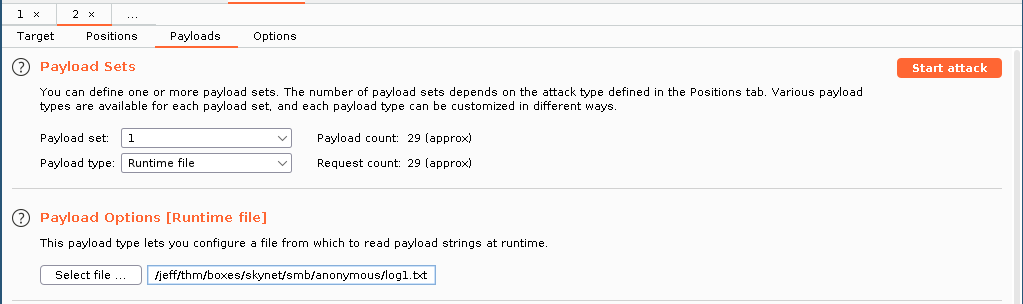 1 × 2 × ...
Target Positions Payloads Options
? Payload Sets Start attack
You can define one or more payload sets. The number of payload sets depends on the attack type defined in the Positions tab. Various payload
types are available for each payload set, and each payload type can be customized in different ways.
Payload set: 1 Payload count: 29 (approx)
Payload type: Runtime file Request count: 29 (approx)
? Payload Options [Runtime file]
This payload type lets you configure a file from which to read payload strings at runtime.
Select file ... /jeff/thm/boxes/skynet/smb/anonymous/log1.txt